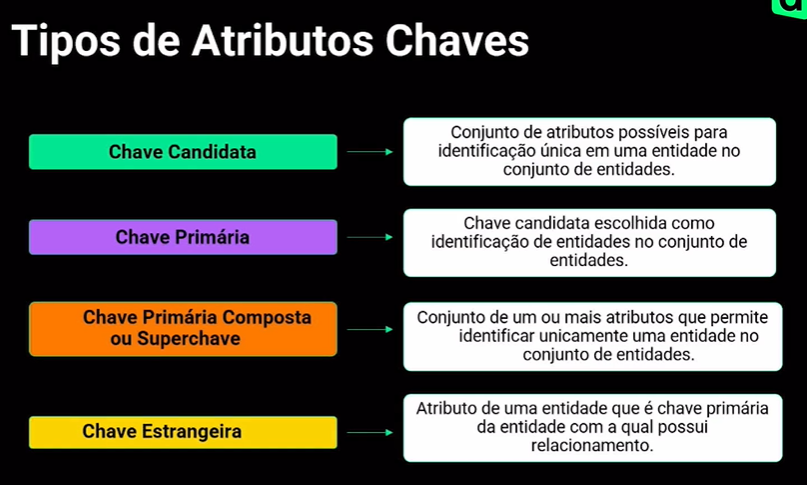 Tipos de Atributos Chaves
Chave Candidata
Conjunto de atributos possíveis para
identificação única em uma entidade no
conjunto de entidades.
Chave Primária
Chave candidata escolhida como
identificação de entidades no conjunto de
entidades.
Chave Primária Composta
ou Superchave
Conjunto de um ou mais atributos que permite
identificar unicamente uma entidade no
conjunto de entidades.
Chave Estrangeira
Atributo de uma entidade que é chave primária
da entidade com a qual possui
relacionamento.